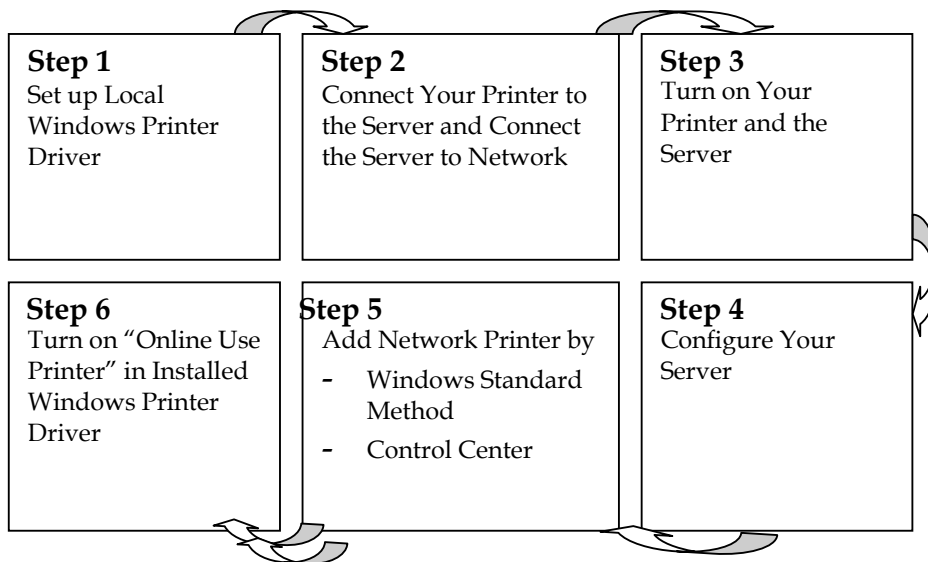 Step 1
Set up Local
Windows Printer
Driver
Step 2
Connect Your Printer to
the Server and Connect
the Server to Network
Step 3
Turn on Your
Printer and the
Server
Step 4
Configure Your
Server
Step 5
Add Network Printer by
- Windows Standard
Method
- Control Center
Step 6
Turn on “Online Use
Printer” in Installed
Windows Printer
Driver